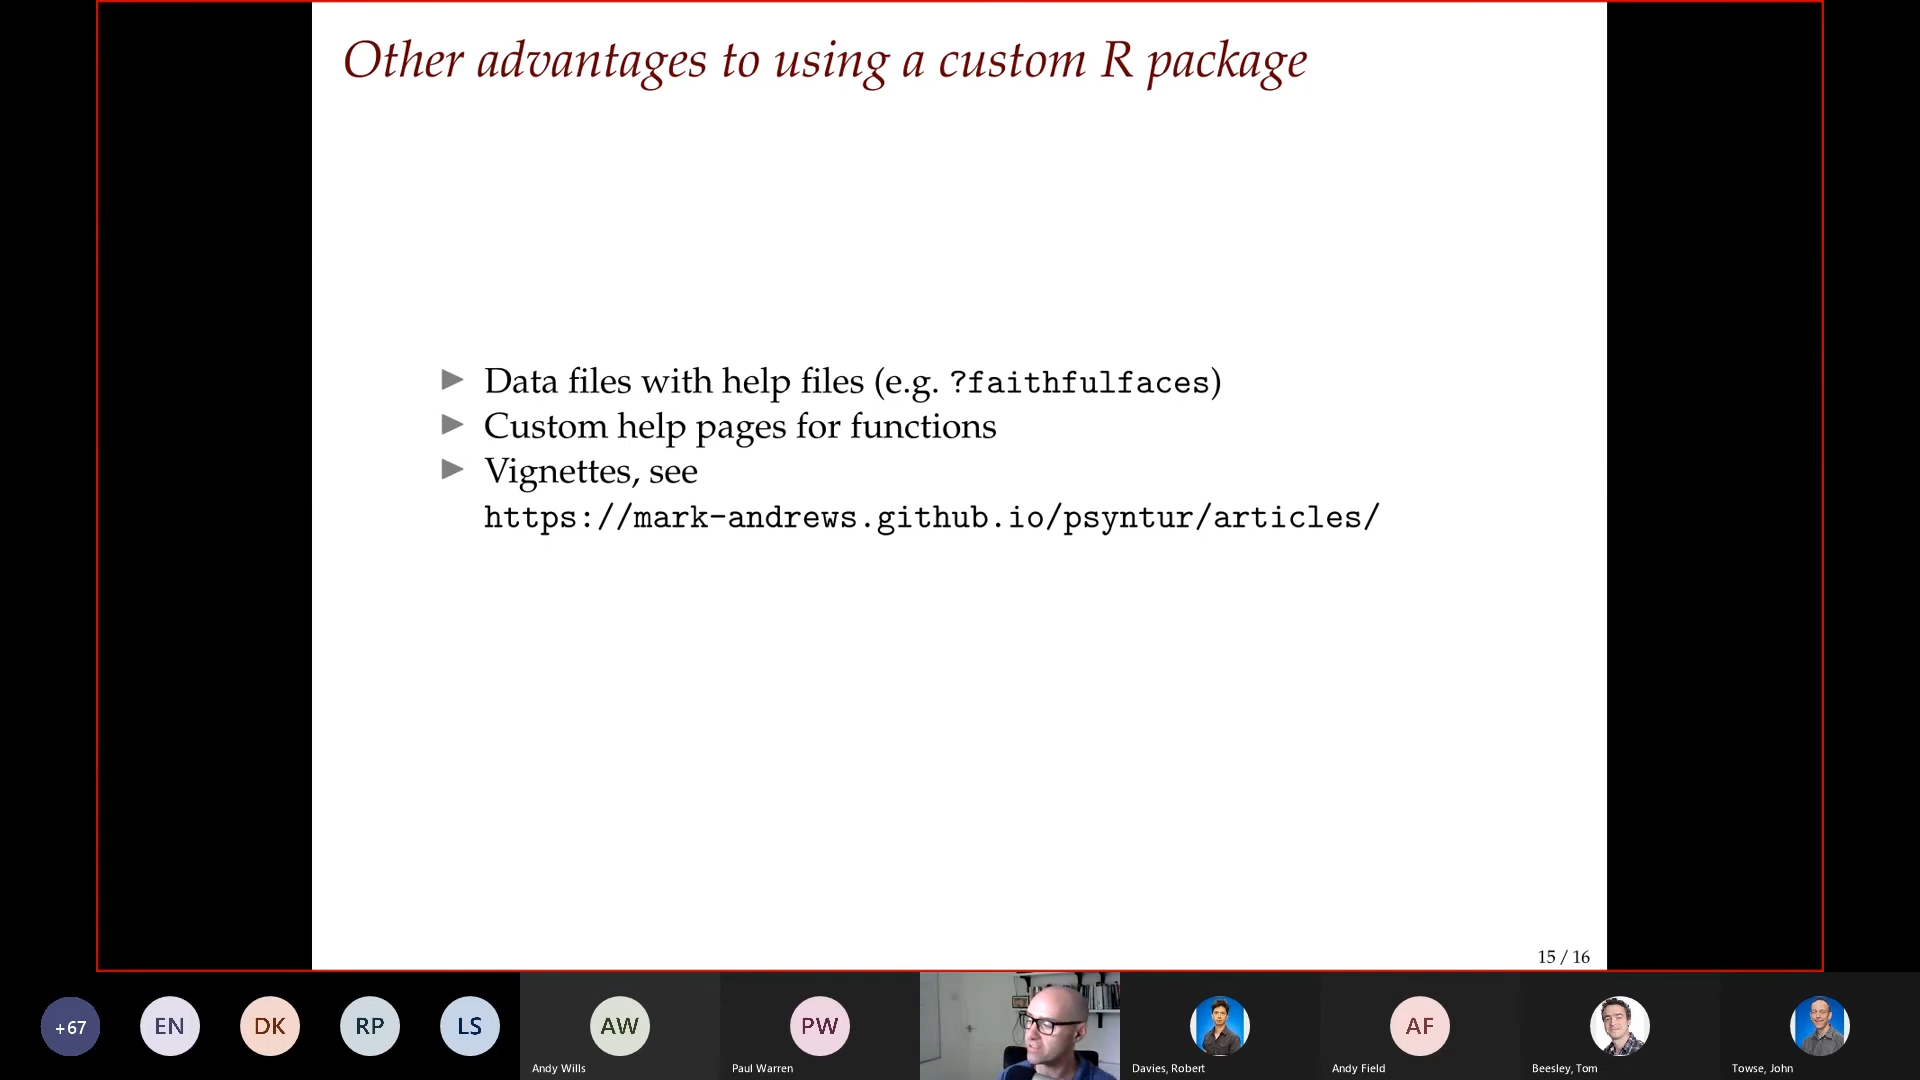 Other advantages to using a custom R package
Data files with help files (e.g. ?faithfulfaces)
Custom help pages for functions
Vignettes, see
https://mark-andrews.github.io/psyntur/articles/
15 / 16
+67
EN
DK
RP
LS
AW
PW
AF
Andy Wills
Paul Warren
Davies, Robert
Andy Field
Beesley, Tom
Towse, John